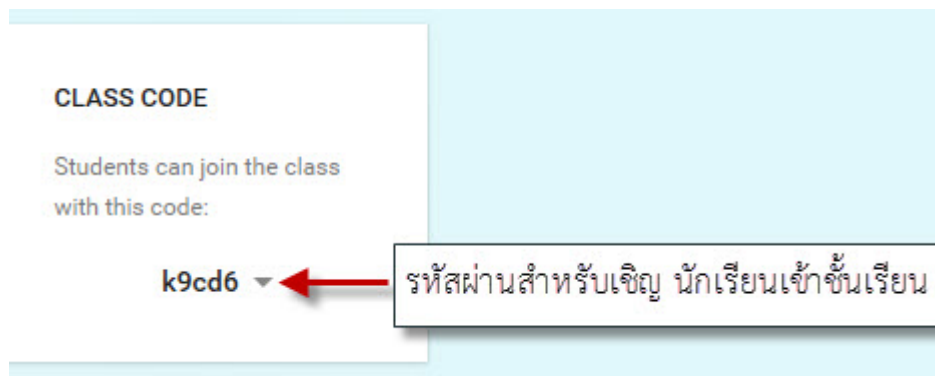 CLASS CODE
Students can join the class
with this code:
k9cd6
รหัสผ่านสำหรับเชิญ นักเรียนเข้าชั้นเรียน